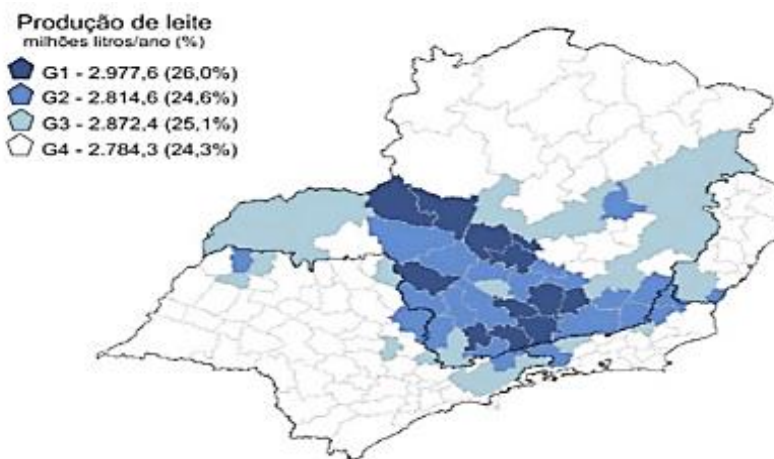 Produção de leite
milhões litros/ano (%)
G1 - 2.977,6 (26,0%)
G2 - 2.814,6 (24,6%)
G3 - 2.872,4 (25,1%)
G4 - 2.784,3 (24,3%)